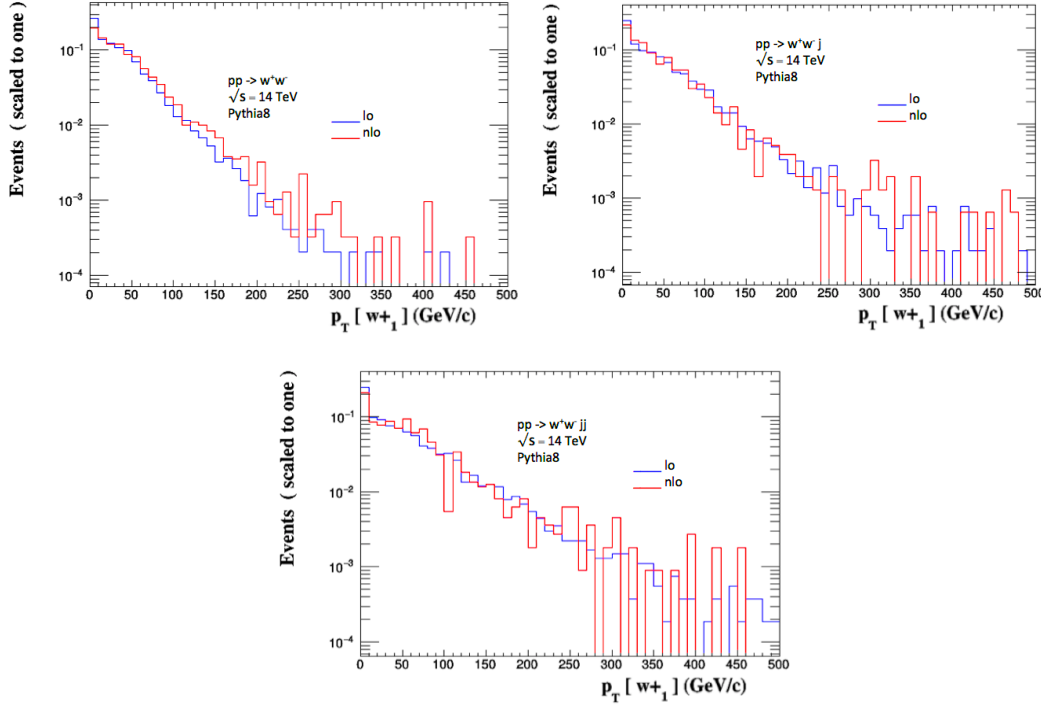 Events ( scaled to one )
10⁻¹
10⁻²
10⁻³
10⁻⁴
pp -> w⁺w⁻
√s = 14 TeV
Pythia8
lo
nlo
0 50 100 150 200 250 300 350 400 450 500
p_T [ w+_1 ] (GeV/c)
Events ( scaled to one )
10⁻¹
10⁻²
10⁻³
10⁻⁴
pp -> w⁺w⁻ j
√s = 14 TeV
Pythia8
lo
nlo
0 50 100 150 200 250 300 350 400 450 500
p_T [ w+_1 ] (GeV/c)
Events ( scaled to one )
10⁻¹
10⁻²
10⁻³
10⁻⁴
pp -> w⁺w⁻ jj
√s = 14 TeV
Pythia8
lo
nlo
0 50 100 150 200 250 300 350 400 450 500
p_T [ w+_1 ] (GeV/c)